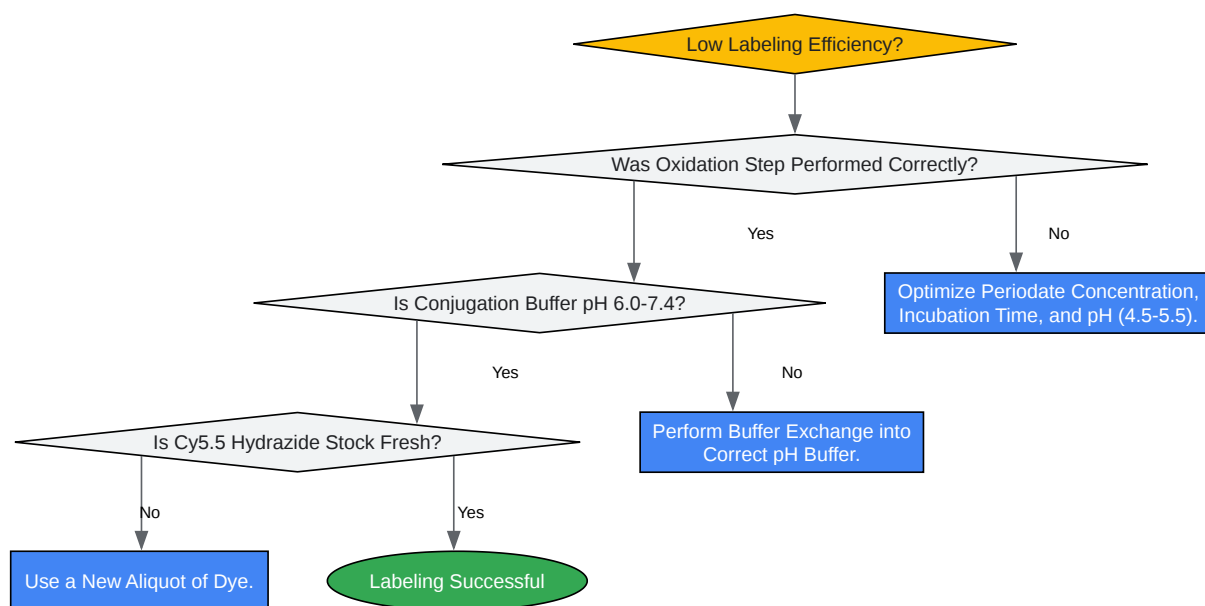 Low Labeling Efficiency?
Was Oxidation Step Performed Correctly?
Yes
No
Optimize Periodate Concentration,
Incubation Time, and pH (4.5-5.5).
Is Conjugation Buffer pH 6.0-7.4?
Yes
No
Perform Buffer Exchange into
Correct pH Buffer.
Is Cy5.5 Hydrazide Stock Fresh?
No
Yes
Use a New Aliquot of Dye.
Labeling Successful